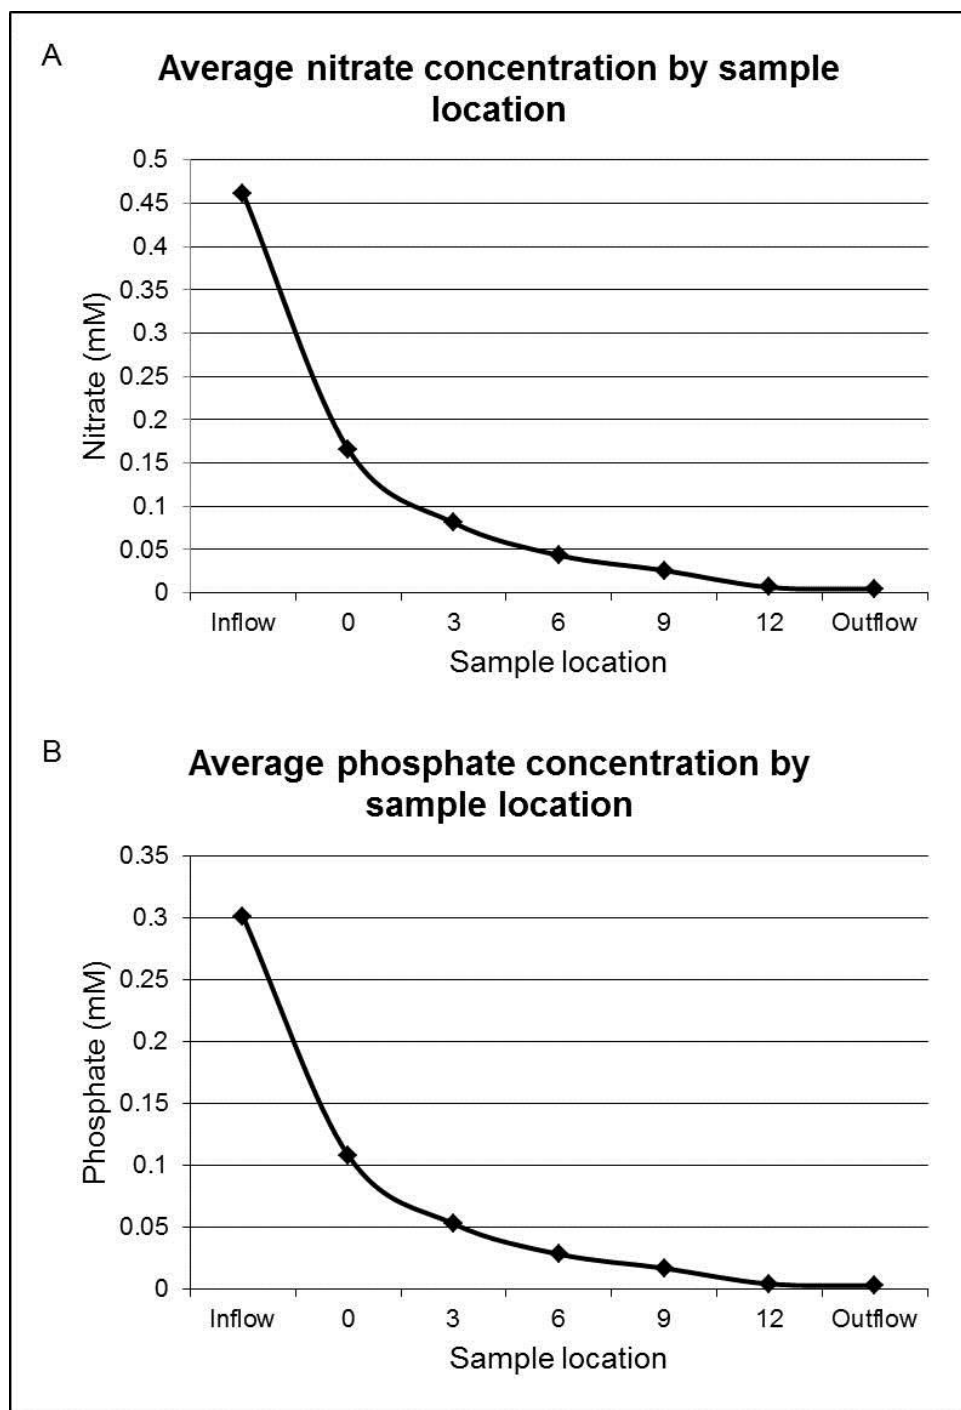 A
Average nitrate concentration by sample
location
0.5
0.45
0.4
0.35
0.3
0.25
0.2
0.15
0.1
0.05
0
Nitrate (mM)
Inflow 0 3 6 9 12 Outflow
Sample location
B
Average phosphate concentration by
sample location
0.35
0.3
0.25
0.2
0.15
0.1
0.05
0
Phosphate (mM)
Inflow 0 3 6 9 12 Outflow
Sample location